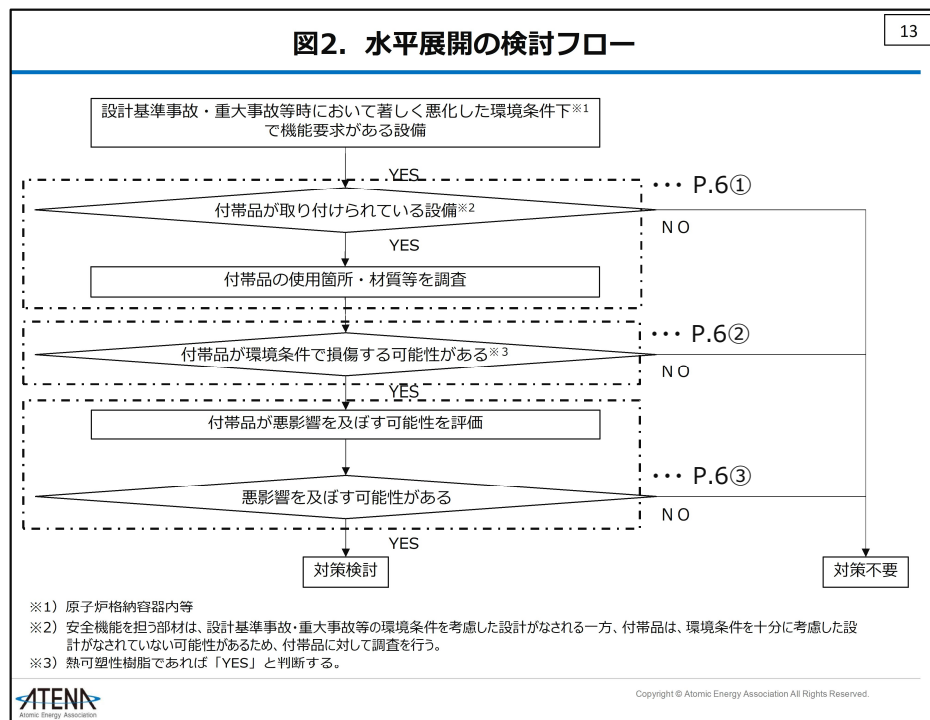 図2. 水平展開の検討フロー
13
設計基準事故・重大事故等時において著しく悪化した環境条件下※1
で機能要求がある設備
YES
・・・ P.6①
付帯品が取り付けられている設備※2
NO
YES
付帯品の使用箇所・材質等を調査
・・・ P.6②
付帯品が環境条件で損傷する可能性がある※3
NO
YES
付帯品が悪影響を及ぼす可能性を評価
・・・ P.6③
悪影響を及ぼす可能性がある
NO
YES
対策検討
対策不要
※1）原子炉格納容器内等
※2）安全機能を担う部材は、設計基準事故・重大事故等の環境条件を考慮した設計がなされる一方、付帯品は、環境条件を十分に考慮した設
計がなされていない可能性があるため、付帯品に対して調査を行う。
※3）熱可塑性樹脂であれば「YES」と判断する。
ATENA
Atomic Energy Association
Copyright © Atomic Energy Association All Rights Reserved.